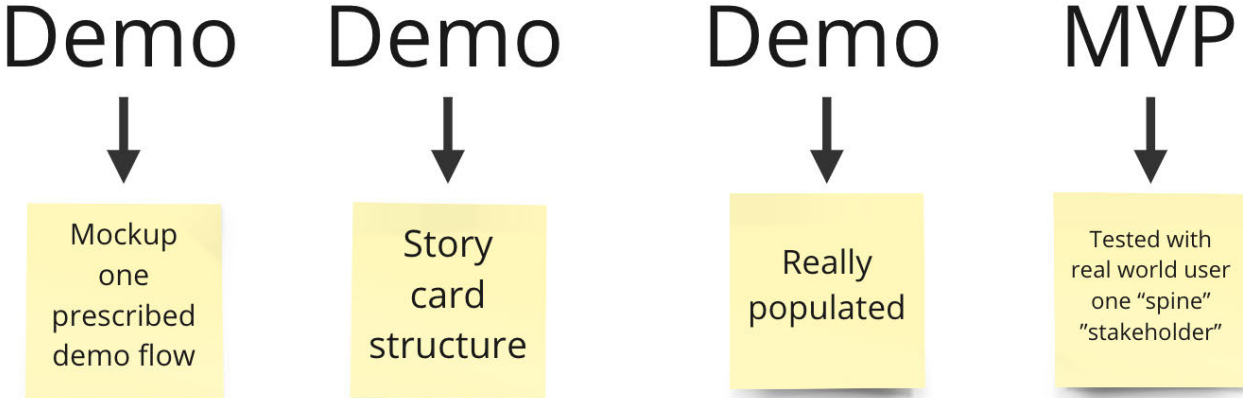 Demo Demo Demo MVP
Mockup
one
prescribed
demo flow
Story
card
structure
Really
populated
Tested with
real world user
one “spine”
”stakeholder”